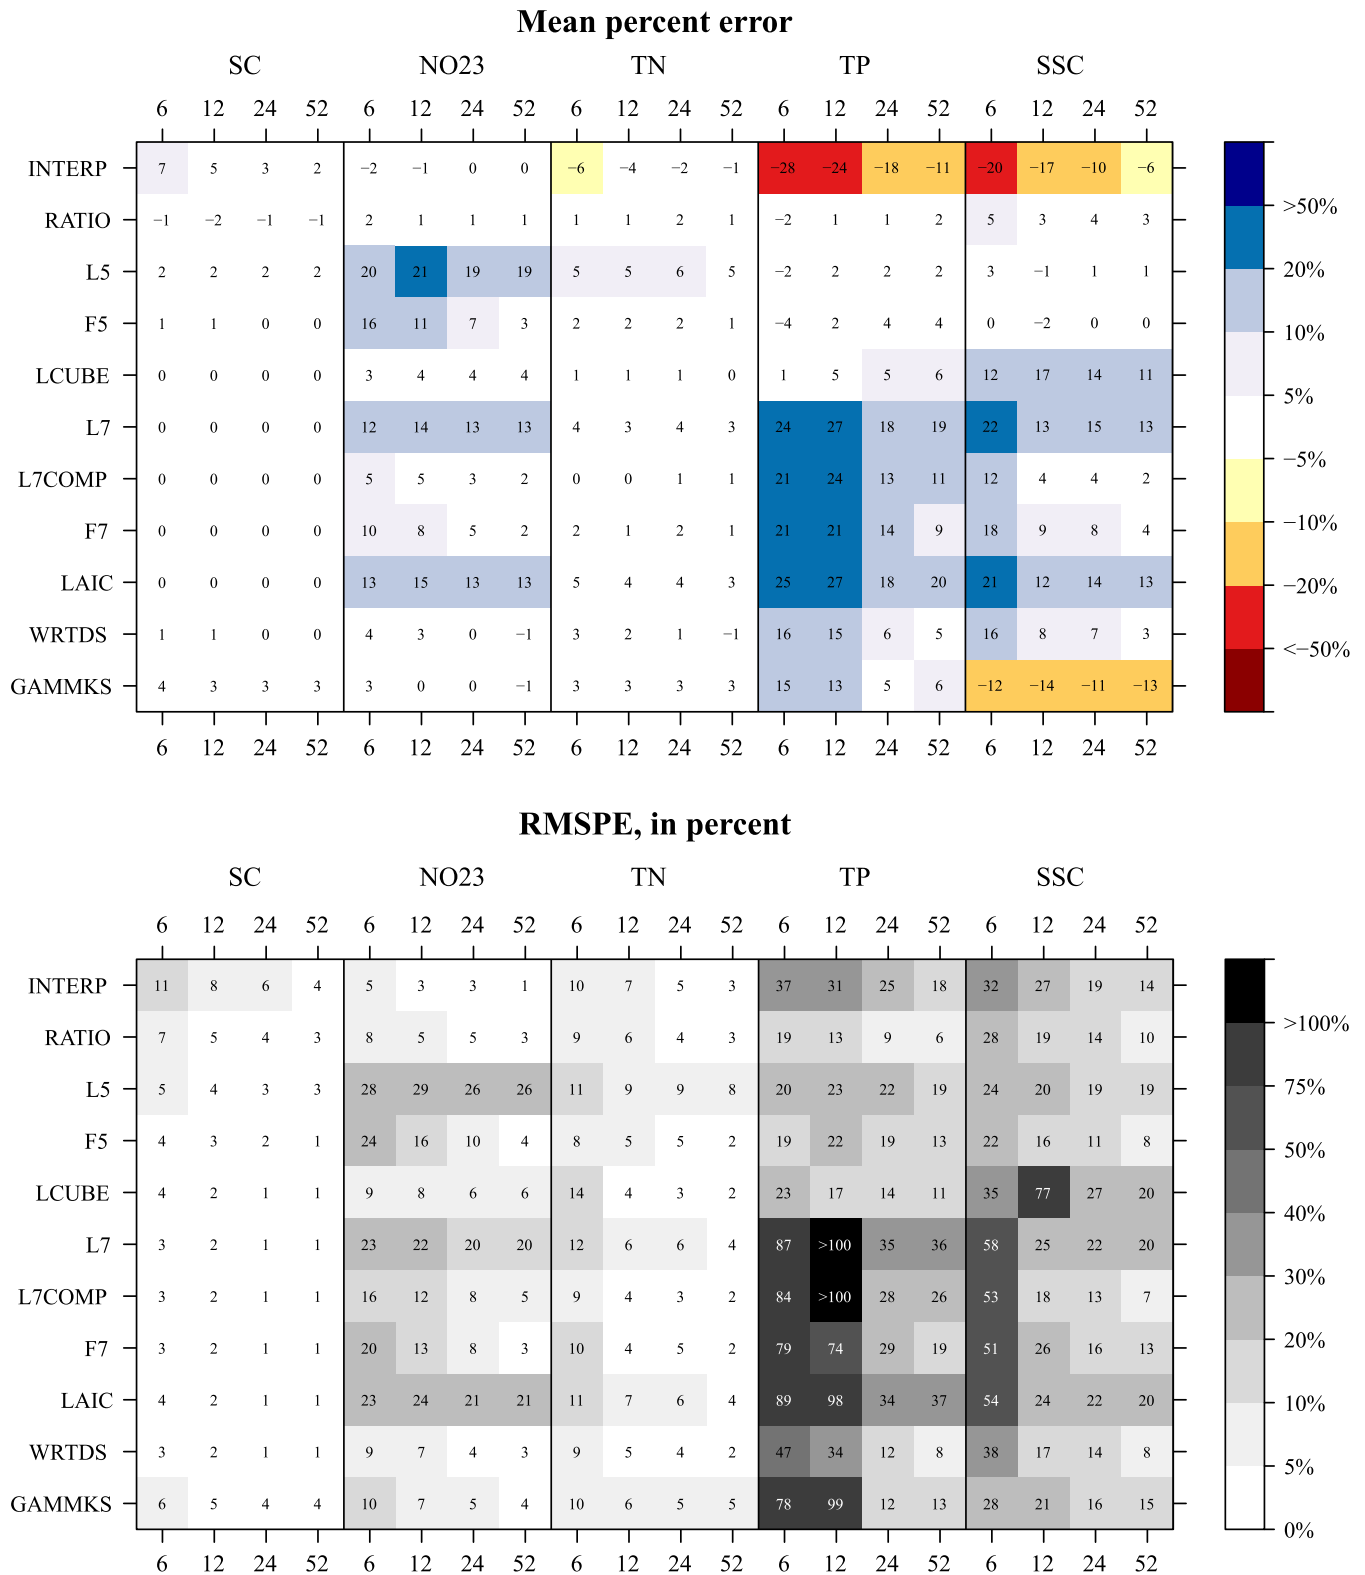 Mean percent error
SC NO23 TN TP SSC
6 12 24 52 6 12 24 52 6 12 24 52 6 12 24 52 6 12 24 52
INTERP 7 5 3 2 −2 −1 0 0 −6 −4 −2 −1 −28 −24 −18 −11 −20 −17 −10 −6
RATIO −1 −2 −1 −1 2 1 1 1 1 1 2 1 −2 1 1 2 5 3 4 3
L5 2 2 2 2 20 21 19 19 5 5 6 5 −2 2 2 2 3 −1 1 1
F5 1 1 0 0 16 11 7 3 2 2 2 1 −4 2 4 4 0 −2 0 0
LCUBE 0 0 0 0 3 4 4 4 1 1 1 0 1 5 5 6 12 17 14 11
L7 0 0 0 0 12 14 13 13 4 3 4 3 24 27 18 19 22 13 15 13
L7COMP 0 0 0 0 5 5 3 2 0 0 1 1 21 24 13 11 12 4 4 2
F7 0 0 0 0 10 8 5 2 2 1 2 1 21 21 14 9 18 9 8 4
LAIC 0 0 0 0 13 15 13 13 5 4 4 3 25 27 18 20 21 12 14 13
WRTDS 1 1 0 0 4 3 0 −1 3 2 1 −1 16 15 6 5 16 8 7 3
GAMMKS 4 3 3 3 3 0 0 −1 3 3 3 3 15 13 5 6 −12 −14 −11 −13
6 12 24 52 6 12 24 52 6 12 24 52 6 12 24 52 6 12 24 52
>50%
20%
10%
5%
−5%
−10%
−20%
<−50%
RMSPE, in percent
SC NO23 TN TP SSC
6 12 24 52 6 12 24 52 6 12 24 52 6 12 24 52 6 12 24 52
INTERP 11 8 6 4 5 3 3 1 10 7 5 3 37 31 25 18 32 27 19 14
RATIO 7 5 4 3 8 5 5 3 9 6 4 3 19 13 9 6 28 19 14 10
L5 5 4 3 3 28 29 26 26 11 9 9 8 20 23 22 19 24 20 19 19
F5 4 3 2 1 24 16 10 4 8 5 5 2 19 22 19 13 22 16 11 8
LCUBE 4 2 1 1 9 8 6 6 14 4 3 2 23 17 14 11 35 77 27 20
L7 3 2 1 1 23 22 20 20 12 6 6 4 87 >100 35 36 58 25 22 20
L7COMP 3 2 1 1 16 12 8 5 9 4 3 2 84 >100 28 26 53 18 13 7
F7 3 2 1 1 20 13 8 3 10 4 5 2 79 74 29 19 51 26 16 13
LAIC 4 2 1 1 23 24 21 21 11 7 6 4 89 98 34 37 54 24 22 20
WRTDS 3 2 1 1 9 7 4 3 9 5 4 2 47 34 12 8 38 17 14 8
GAMMKS 6 5 4 4 10 7 5 4 10 6 5 5 78 99 12 13 28 21 16 15
6 12 24 52 6 12 24 52 6 12 24 52 6 12 24 52 6 12 24 52
>100%
75%
50%
40%
30%
20%
10%
5%
0%